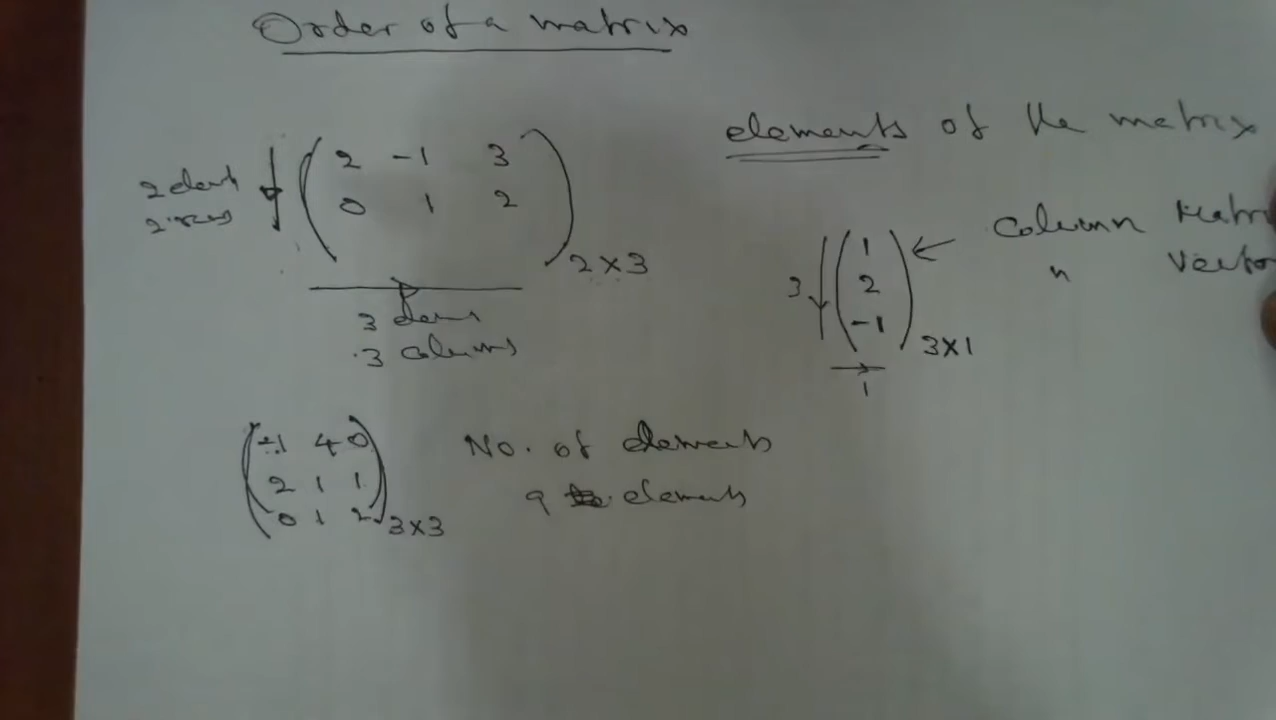 Order of a matrix
elements of the matrix
2 -1 3
0 1 2
2×3
2 elements
2 rows
3 elems
3 columns
Column Matri
" Vecto
3
1
2
-1
3×1
1
-1 4 0
2 1 1
0 1 2
3×3
No. of elements
9 elements